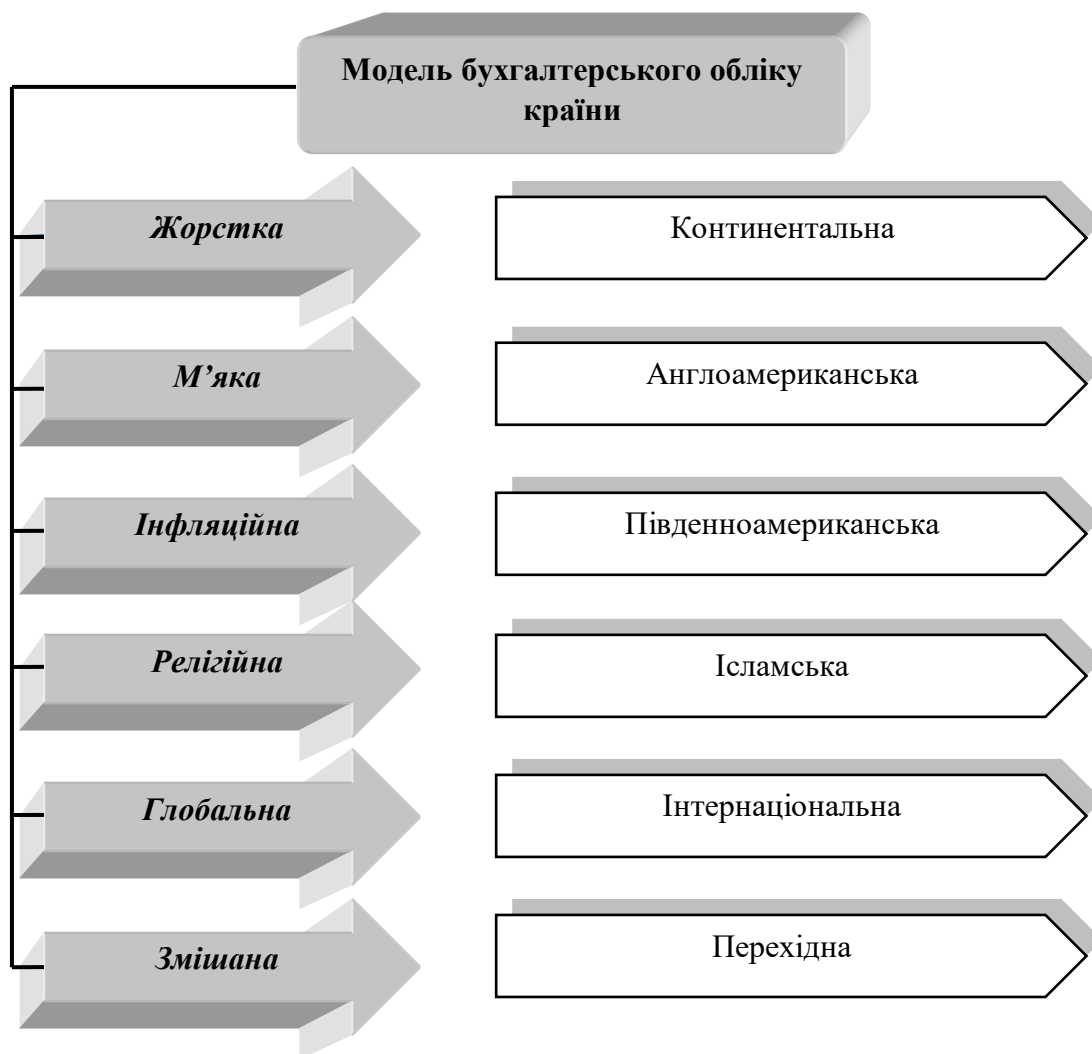 Модель бухгалтерського обліку
країни
Жорстка
Континентальна
М’яка
Англоамериканська
Інфляційна
Південноамериканська
Релігійна
Ісламська
Глобальна
Інтернаціональна
Змішана
Перехідна